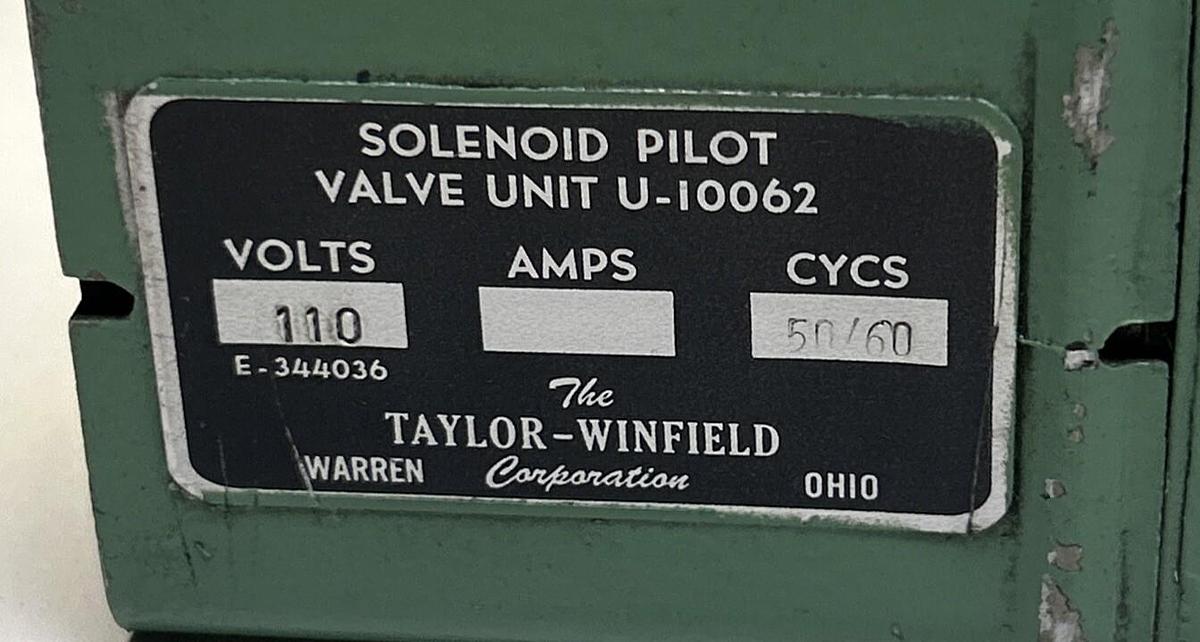 SOLENOID PILOT
VALVE UNIT U-10062
VOLTS AMPS CYCS
110 50/60
E-344036
The
TAYLOR-WINFIELD
WARREN Corporation OHIO